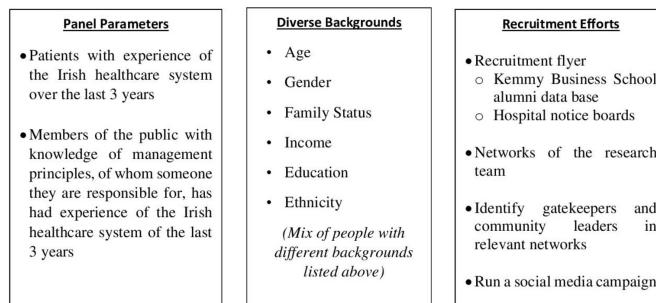 Panel Parameters
• Patients with experience of
the Irish healthcare system
over the last 3 years
• Members of the public with
knowledge of management
principles, of whom someone
they are responsible for, has
had experience of the Irish
healthcare system of the last
3 years
Diverse Backgrounds
• Age
• Gender
• Family Status
• Income
• Education
• Ethnicity
(Mix of people with
different backgrounds
listed above)
Recruitment Efforts
• Recruitment flyer
o Kemmy Business School
alumni data base
o Hospital notice boards
• Networks of the research
team
• Identify gatekeepers and
community leaders in
relevant networks
• Run a social media campaign